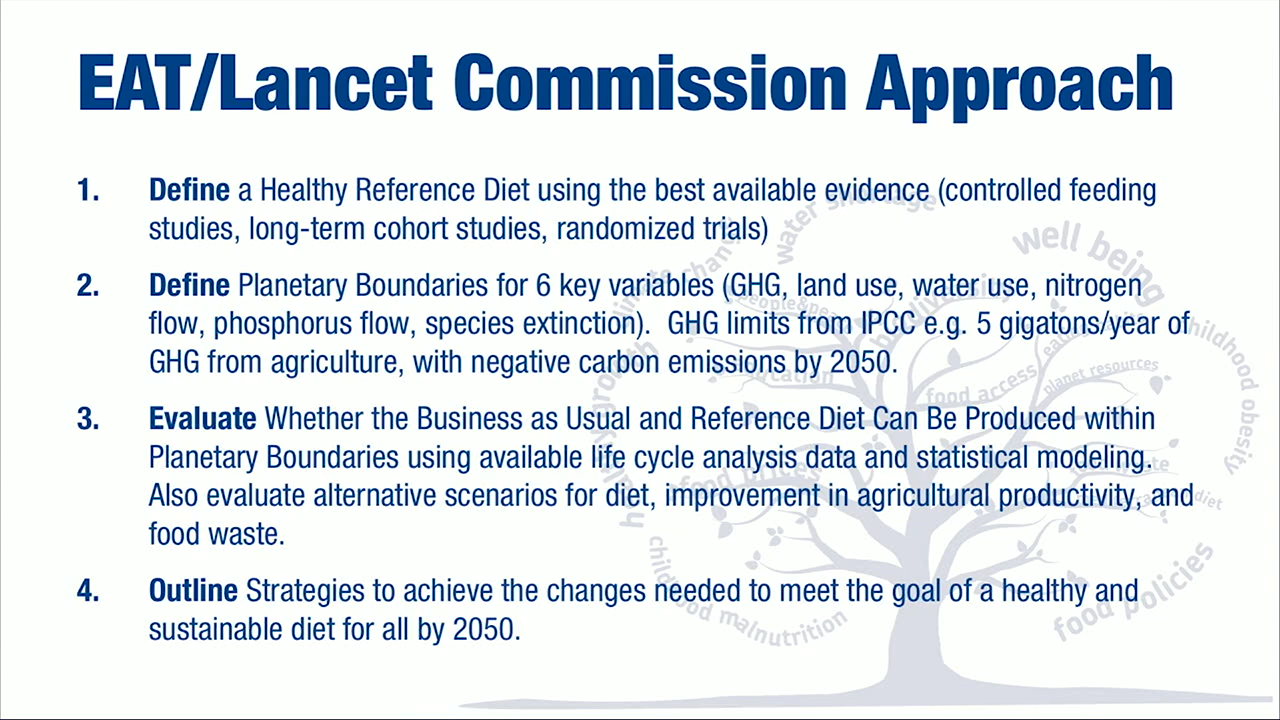 EAT/Lancet Commission Approach
1. Define a Healthy Reference Diet using the best available evidence (controlled feeding
studies, long-term cohort studies, randomized trials)
2. Define Planetary Boundaries for 6 key variables (GHG, land use, water use, nitrogen
flow, phosphorus flow, species extinction).  GHG limits from IPCC e.g. 5 gigatons/year of
GHG from agriculture, with negative carbon emissions by 2050.
3. Evaluate Whether the Business as Usual and Reference Diet Can Be Produced within
Planetary Boundaries using available life cycle analysis data and statistical modeling.
Also evaluate alternative scenarios for diet, improvement in agricultural productivity, and
food waste.
4. Outline Strategies to achieve the changes needed to meet the goal of a healthy and
sustainable diet for all by 2050.
water shortage
well being
childhood obesity
food access
planet resources
food prices
diet
food policies
childhood malnutrition